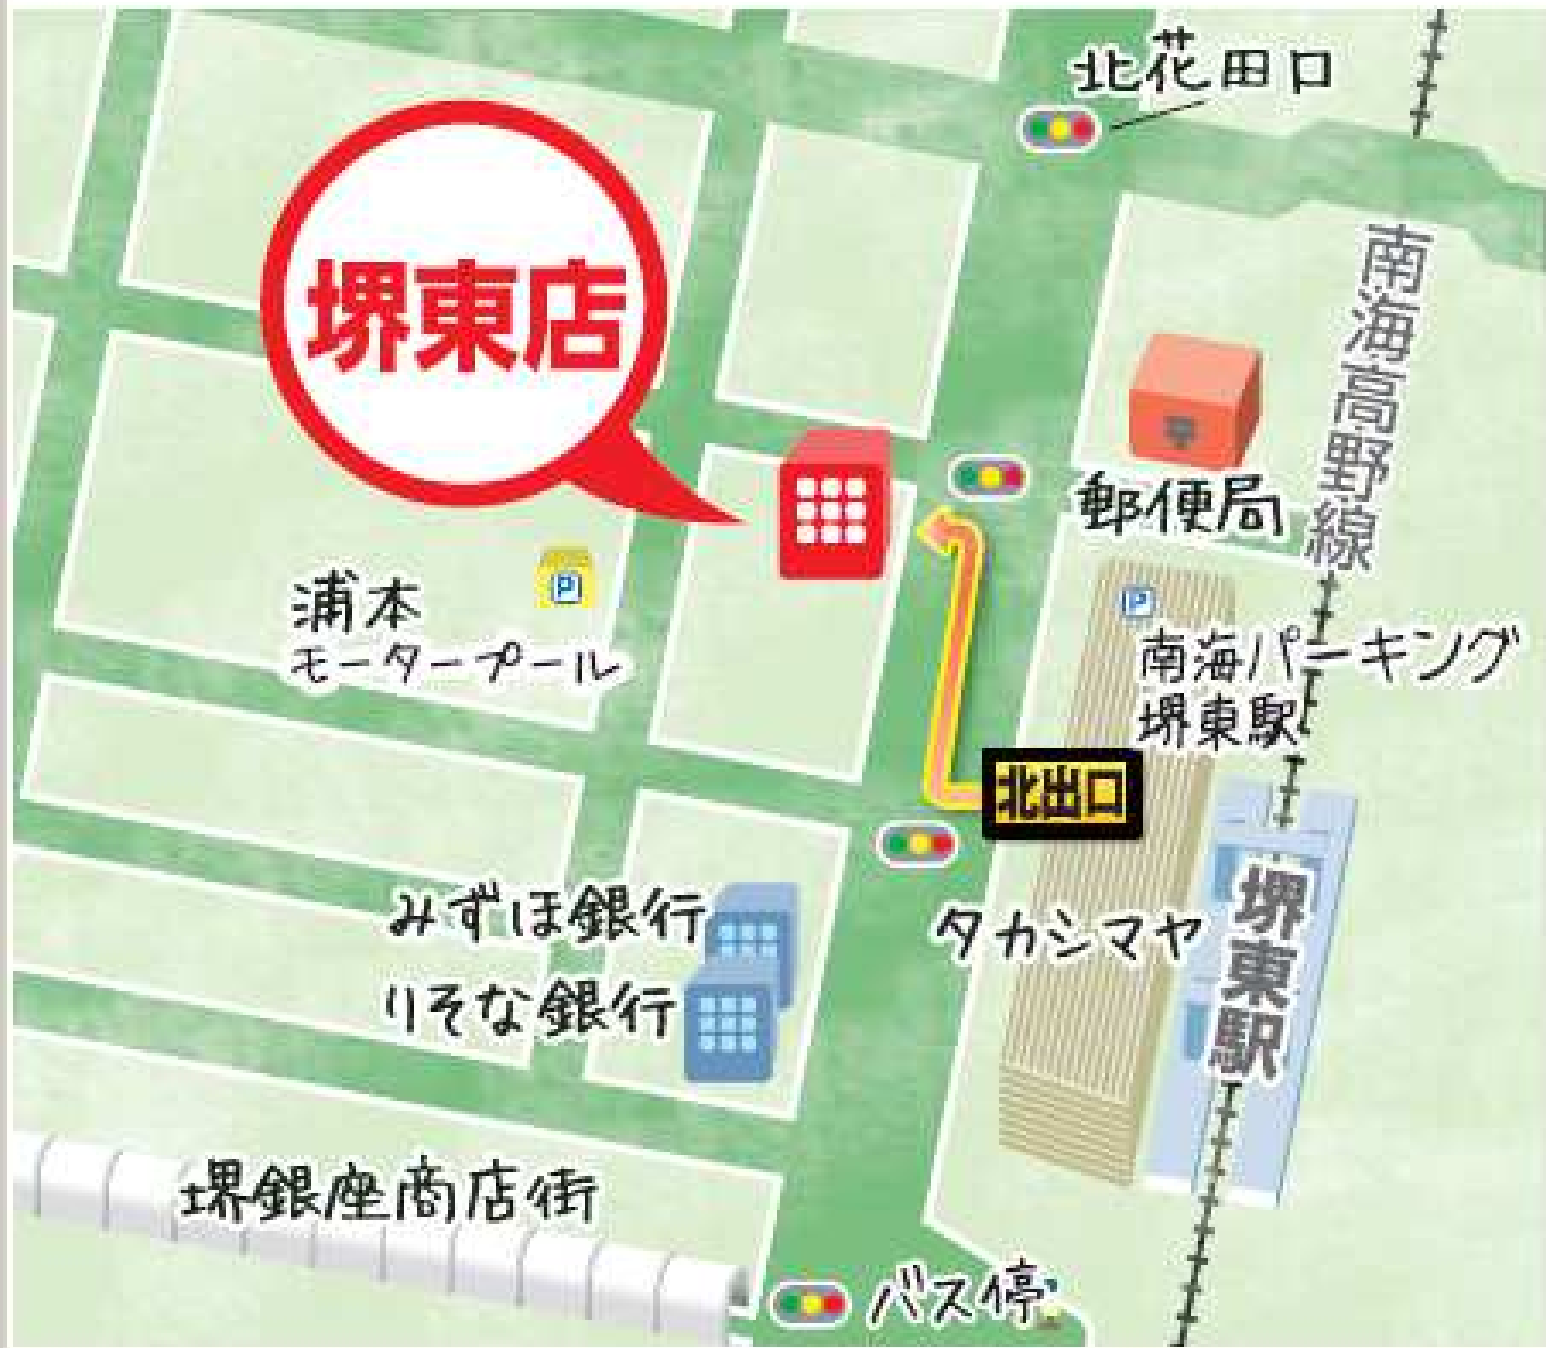 北花田口
堺東店
南海高野線
郵便局
P
浦本
モータープール
P
南海パーキング
堺東駅
北出口
みずほ銀行
タカシマヤ
堺東駅
りそな銀行
堺銀座商店街
バス停